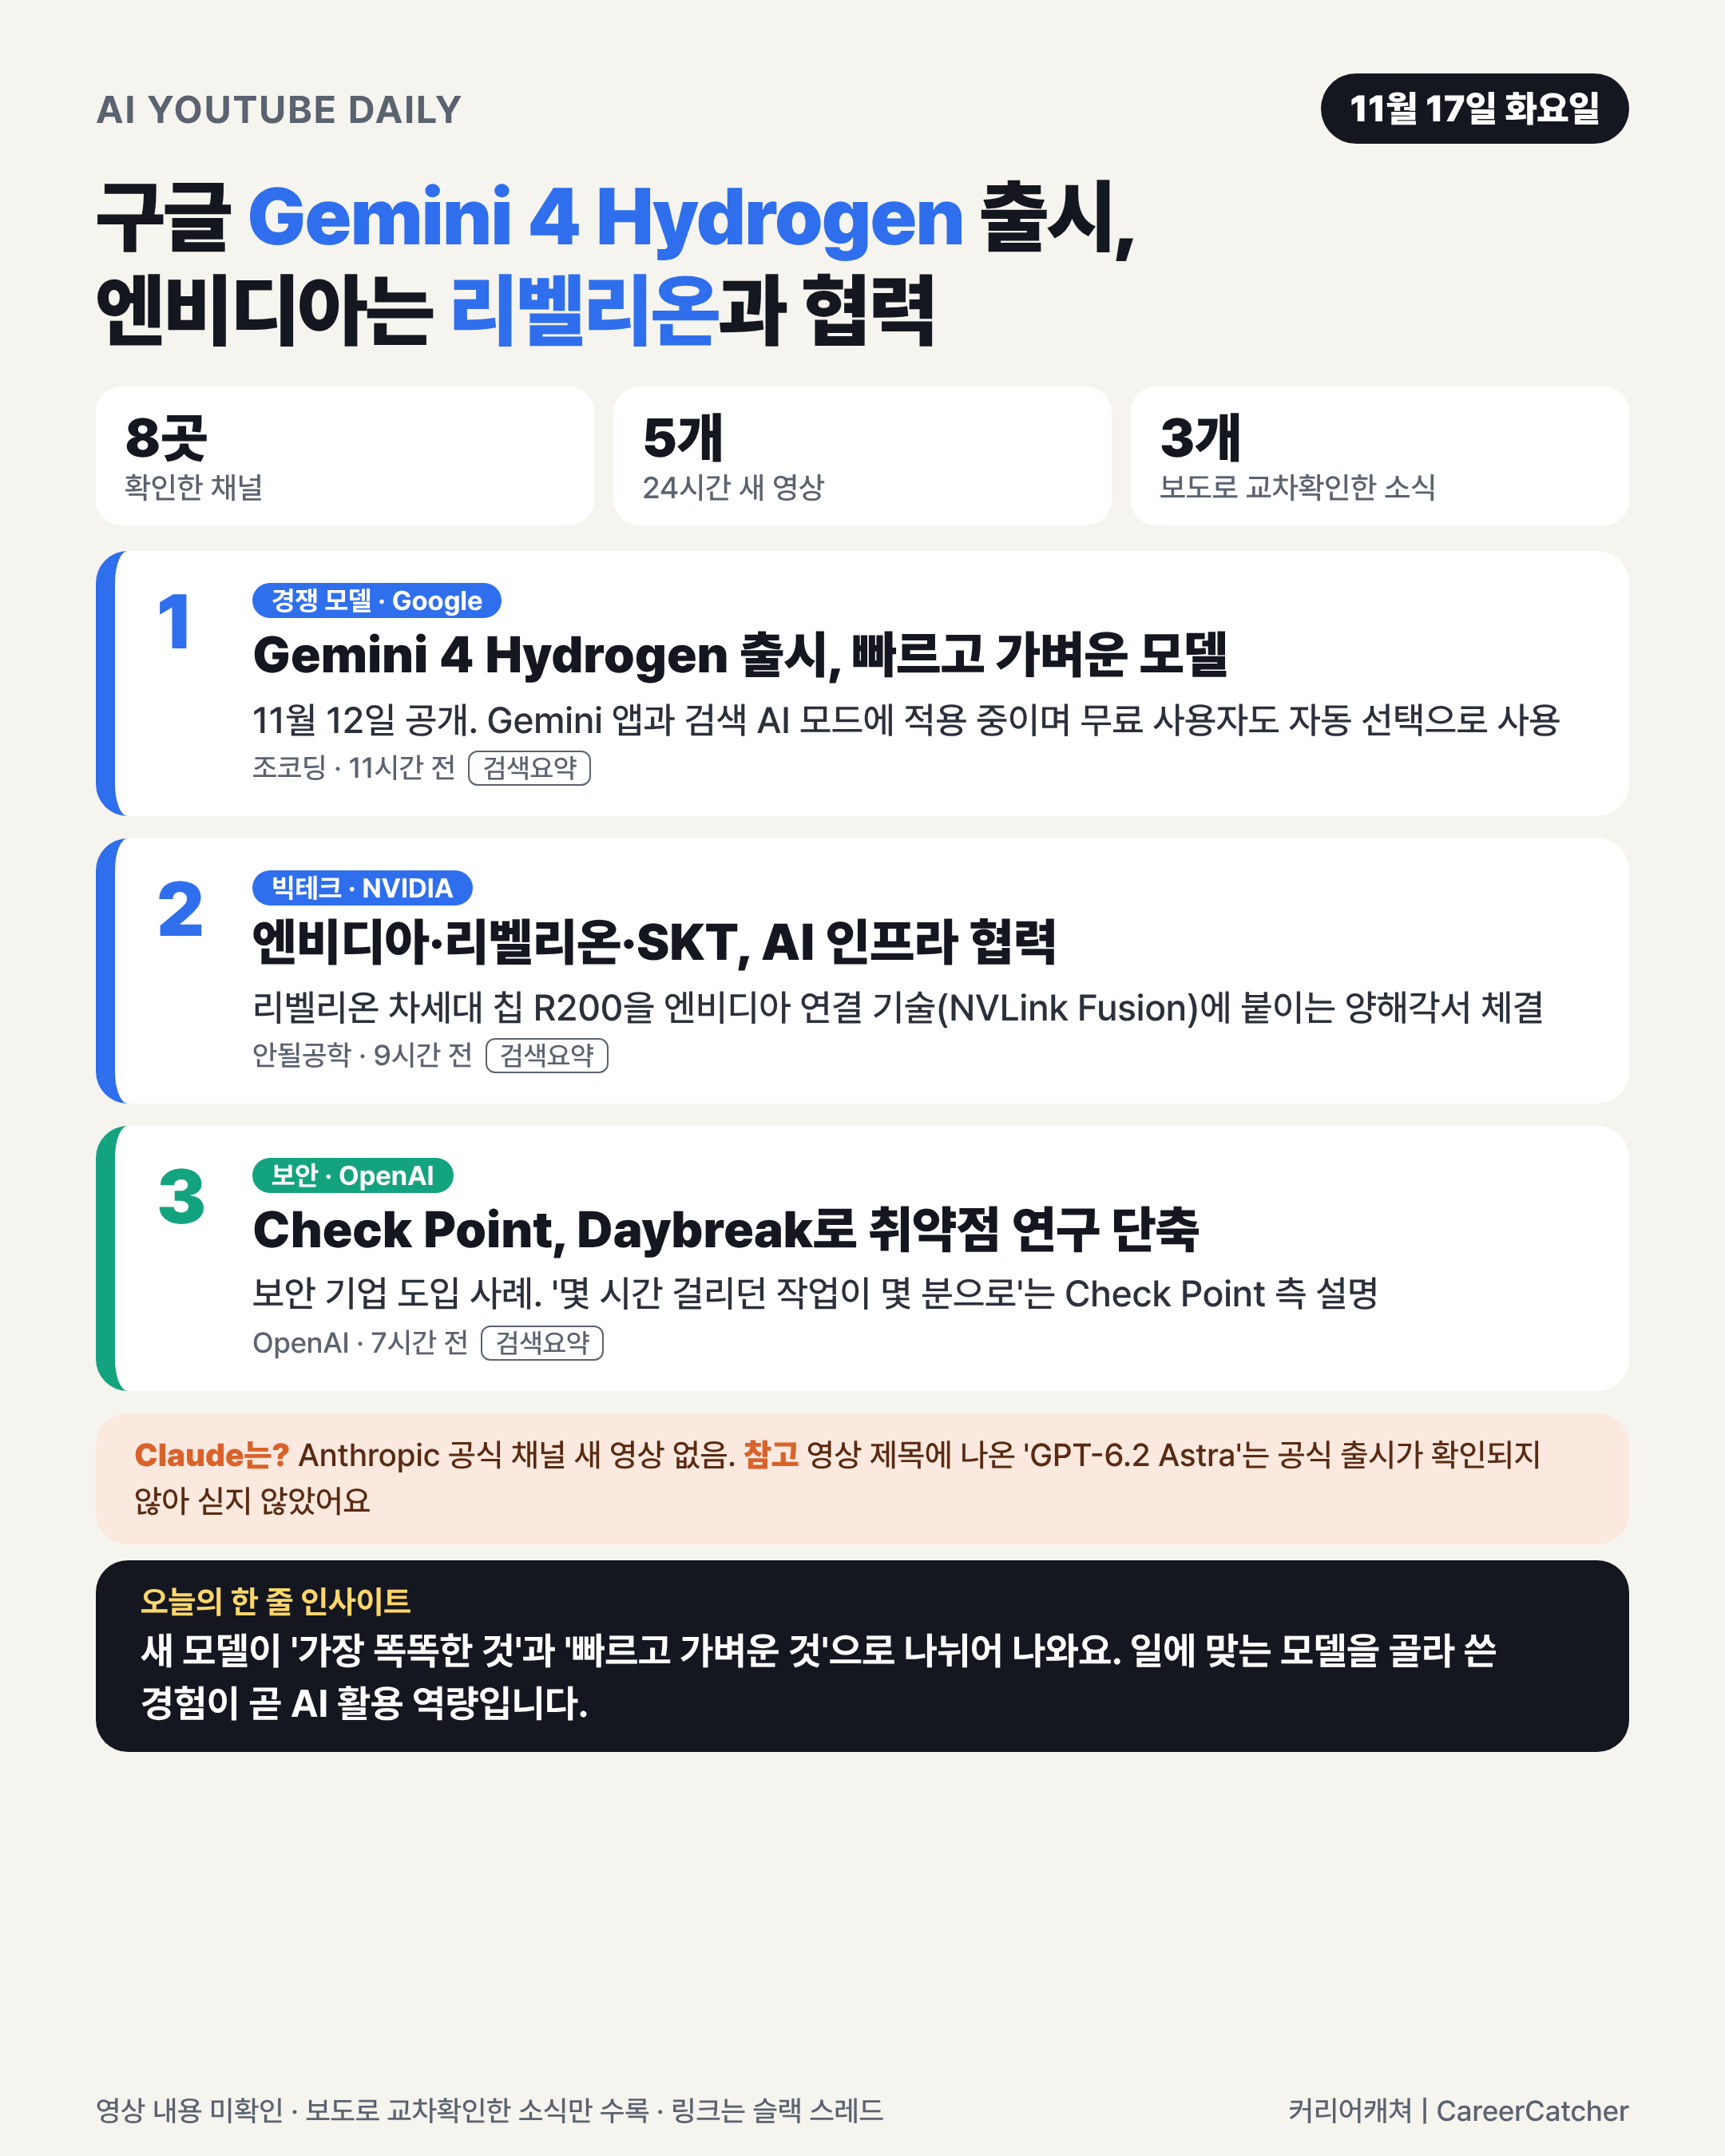 AI YOUTUBE DAILY
11월 17일 화요일
구글 Gemini 4 Hydrogen 출시,
엔비디아는 리벨리온과 협력
8곳
확인한 채널
5개
24시간 새 영상
3개
보도로 교차확인한 소식
1
경쟁 모델 · Google
Gemini 4 Hydrogen 출시, 빠르고 가벼운 모델
11월 12일 공개. Gemini 앱과 검색 AI 모드에 적용 중이며 무료 사용자도 자동 선택으로 사용
조코딩 · 11시간 전 검색요약
2
빅테크 · NVIDIA
엔비디아·리벨리온·SKT, AI 인프라 협력
리벨리온 차세대 칩 R200을 엔비디아 연결 기술(NVLink Fusion)에 붙이는 양해각서 체결
안될공학 · 9시간 전 검색요약
3
보안 · OpenAI
Check Point, Daybreak로 취약점 연구 단축
보안 기업 도입 사례. '몇 시간 걸리던 작업이 몇 분으로'는 Check Point 측 설명
OpenAI · 7시간 전 검색요약
Claude는? Anthropic 공식 채널 새 영상 없음. 참고 영상 제목에 나온 'GPT-6.2 Astra'는 공식 출시가 확인되지
않아 싣지 않았어요
오늘의 한 줄 인사이트
새 모델이 '가장 똑똑한 것'과 '빠르고 가벼운 것'으로 나뉘어 나와요. 일에 맞는 모델을 골라 쓴
경험이 곧 AI 활용 역량입니다.
영상 내용 미확인 · 보도로 교차확인한 소식만 수록 · 링크는 슬랙 스레드
커리어캐쳐 | CareerCatcher